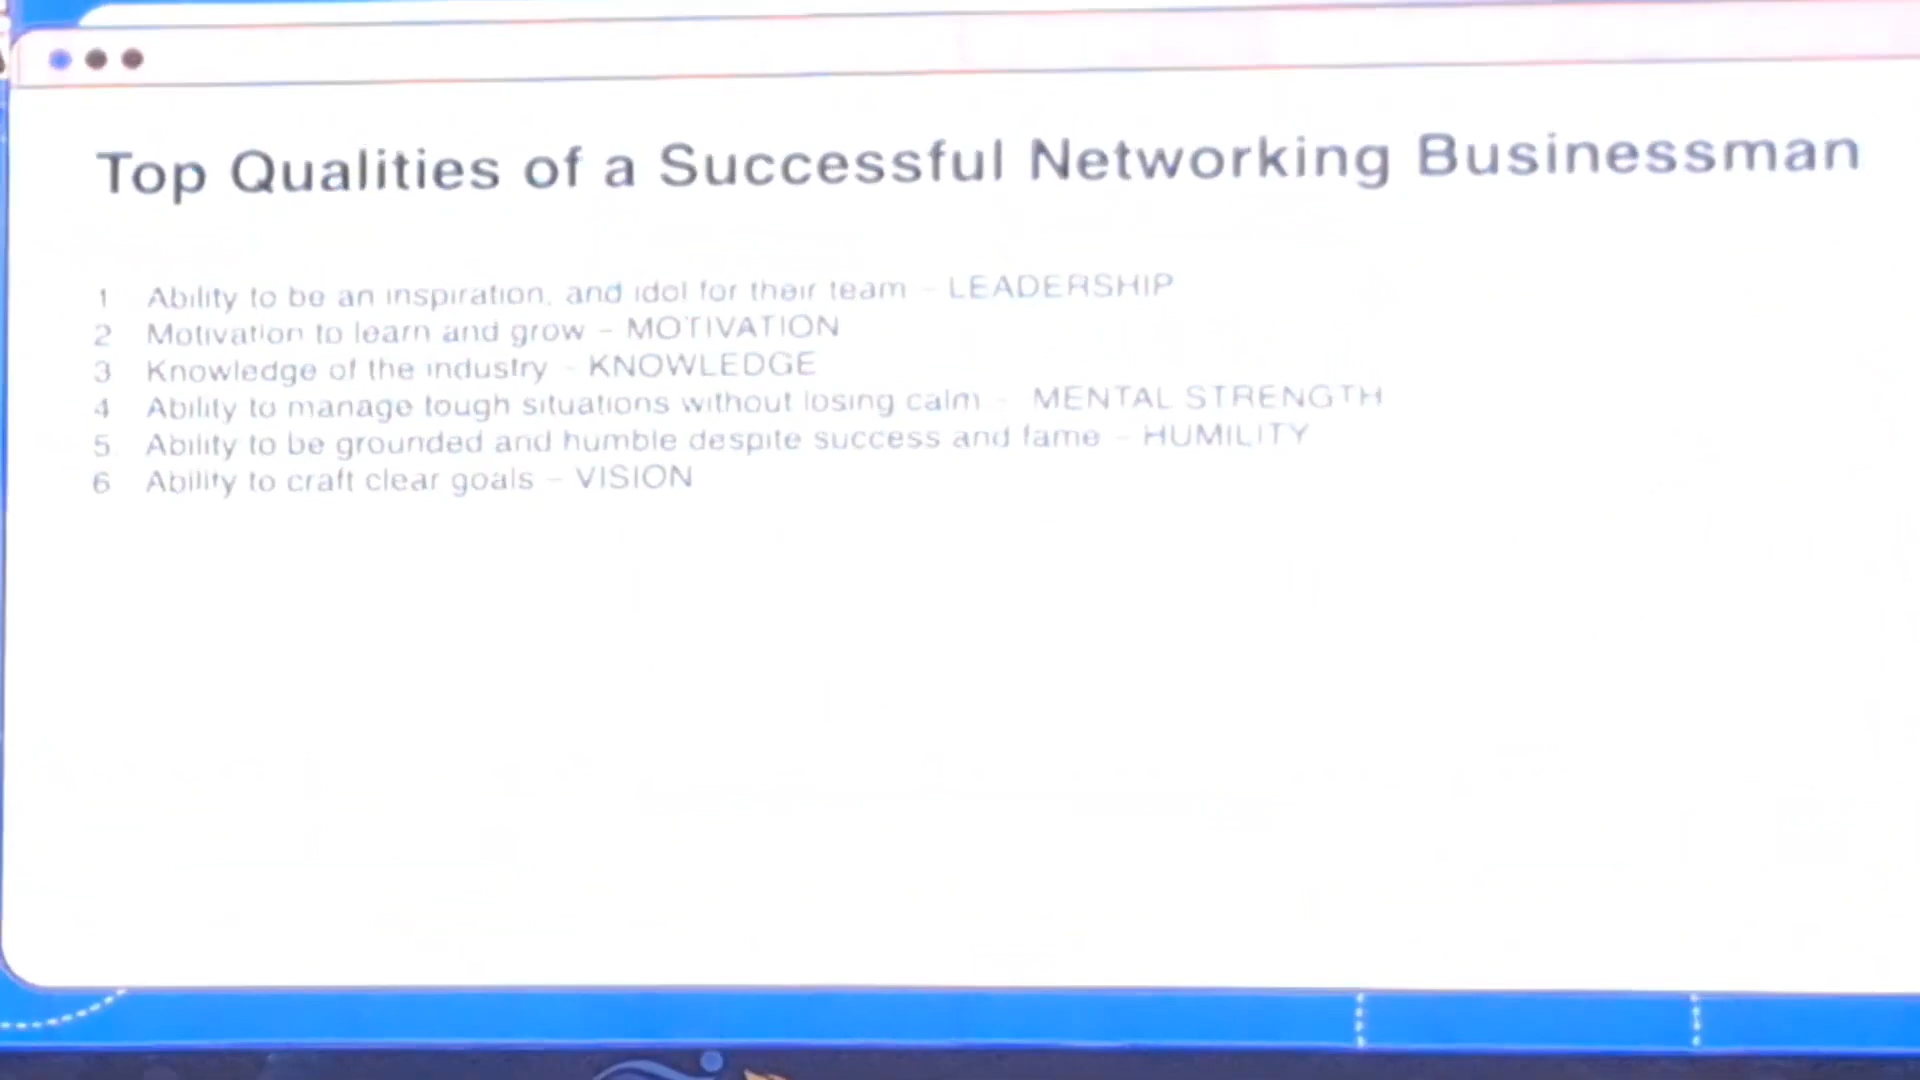 Top Qualities of a Successful Networking Businessman
1 Ability to be an inspiration, and idol for their team - LEADERSHIP
2 Motivation to learn and grow - MOTIVATION
3 Knowledge of the industry - KNOWLEDGE
4 Ability to manage tough situations without losing calm - MENTAL STRENGTH
5. Ability to be grounded and humble despite success and fame - HUMILITY
6 Ability to craft clear goals - VISION